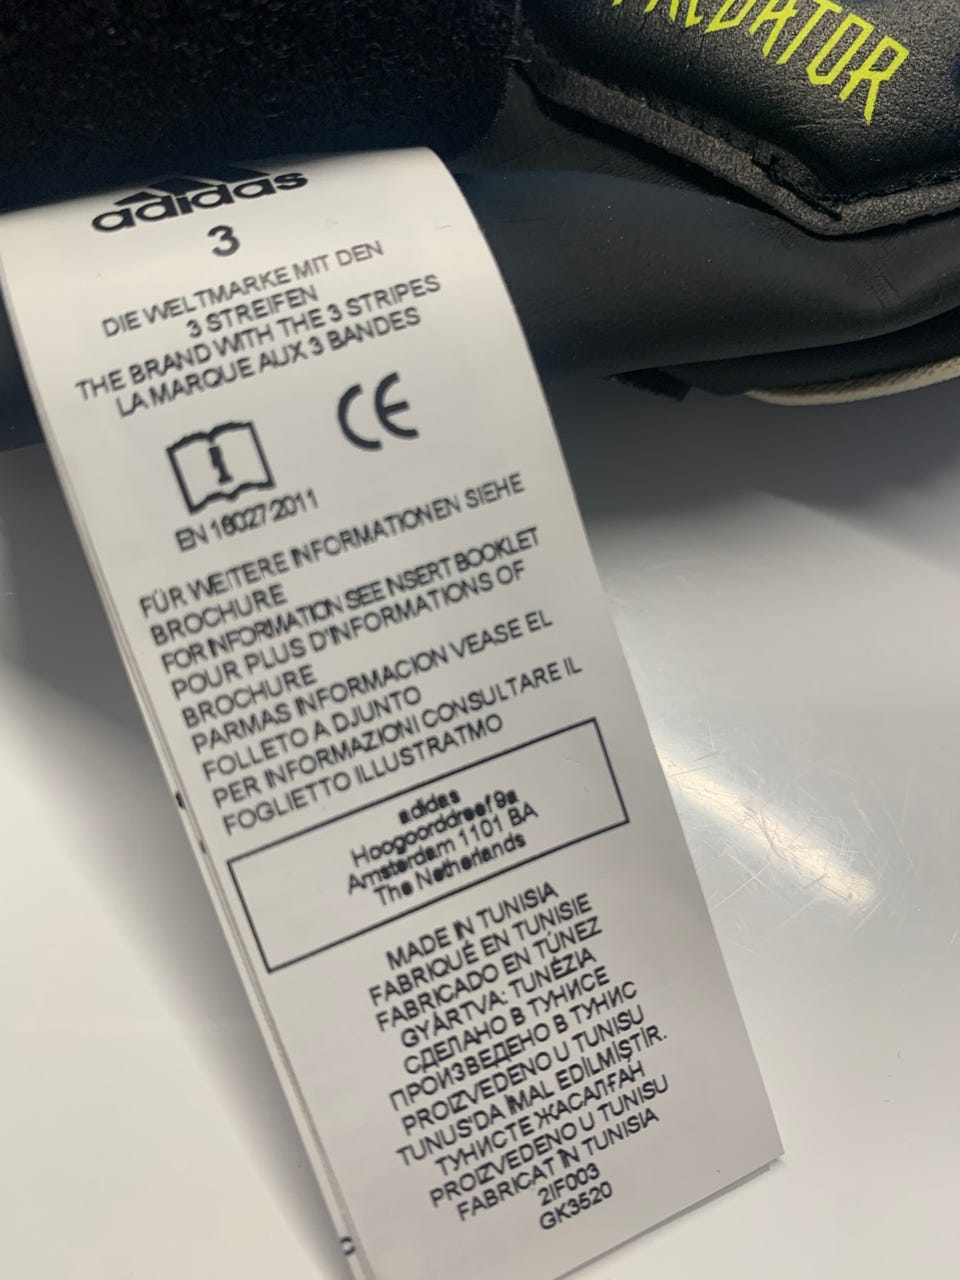 PREDATOR
adidas
3
DIE WELTMARKE MIT DEN
3 STREIFEN
THE BRAND WITH THE 3 STRIPES
LA MARQUE AUX 3 BANDES
i
CE
EN 16027:2011
FÜR WEITERE INFORMATIONEN SIEHE
BROCHURE
FOR INFORMATION SEE INSERT BOOKLET
POUR PLUS D'INFORMATIONS OF
BROCHURE
PARMAS INFORMACION VEASE EL
FOLLETO A DJUNTO
PER INFORMAZIONI CONSULTARE IL
FOGLIETTO ILLUSTRATMO
adidas
Hoogoorddreef 9a
Amsterdam 1101 BA
The Netherlands
MADE IN TUNISIA
FABRIQUÉ EN TUNISIE
FABRICADO EN TÚNEZ
GYÁRTVA: TUNÉZIA
СДЕЛАНО В ТУНИСЕ
ПРОИЗВЕДЕНО В ТУНИС
PROIZVEDENO U TUNISU
TUNUS'DA İMAL EDİLMİŞTİR.
ТУНИСТЕ ЖАСАЛҒАН
PROIZVEDENO U TUNISU
FABRICAT IN TUNISIA
2IF003
GK3520